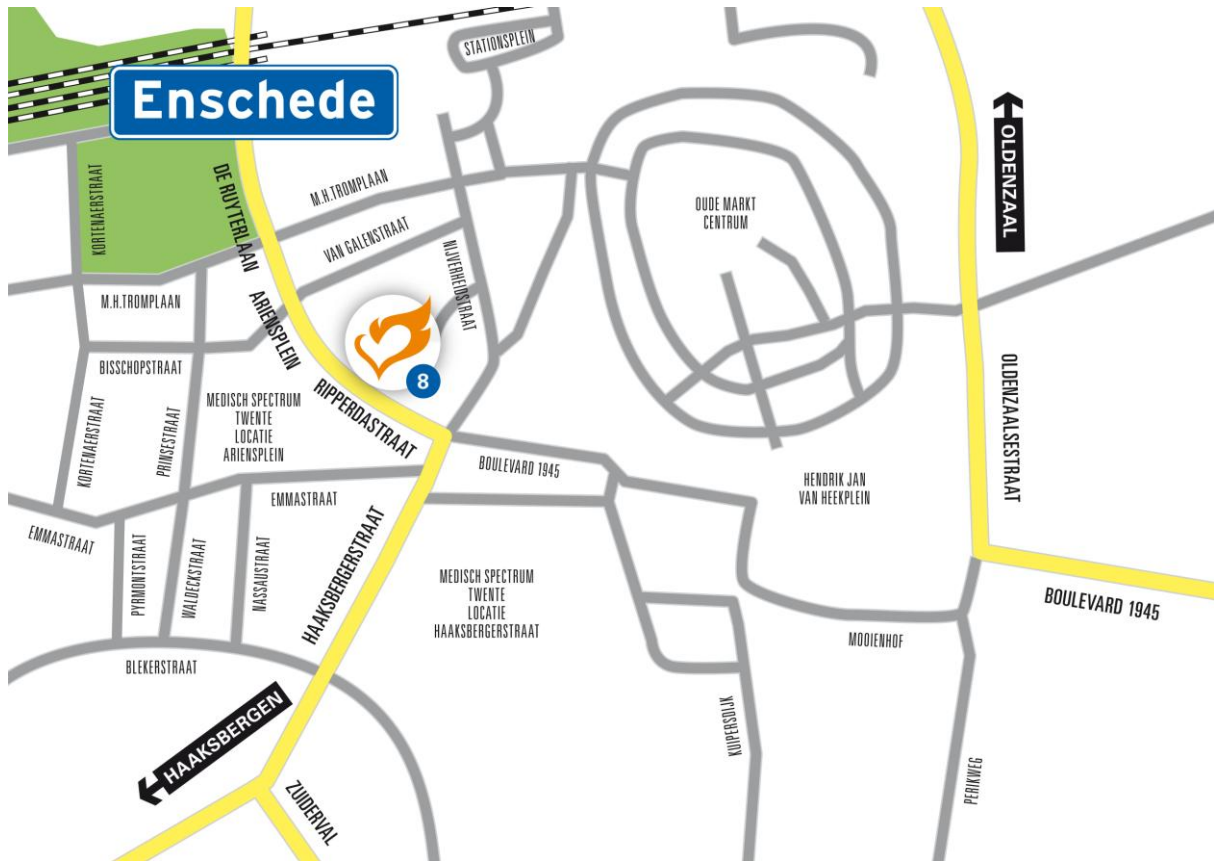 STATIONSPLEIN
Enschede
OLDENZAAL
KORTENAERSTRAAT
DE RUYTERLAAN
M.H.TROMPLAAN
OUDE MARKT
CENTRUM
VAN GALENSTRAAT
NIJVERHEIDSTRAAT
M.H.TROMPLAAN
ARIENSPLEIN
BISSCHOPSTRAAT
8
OLDENZAALSESTRAAT
RIPPERDASTRAAT
MEDISCH SPECTRUM
TWENTE
LOCATIE
ARIENSPLEIN
KORTENAERSTRAAT
PRINSESTRAAT
BOULEVARD 1945
HENDRIK JAN
VAN HEEKPLEIN
EMMASTRAAT
EMMASTRAAT
PYRMONTSTRAAT
WALDECKSTRAAT
NASSAUSTRAAT
HAAKSBERGERSTRAAT
MEDISCH SPECTRUM
TWENTE
LOCATIE
HAAKSBERGERSTRAAT
BOULEVARD 1945
MOOIENHOF
BLEKERSTRAAT
HAAKSBERGEN
KUIPERSDIJK
PERIKWEG
ZUIDERVAL